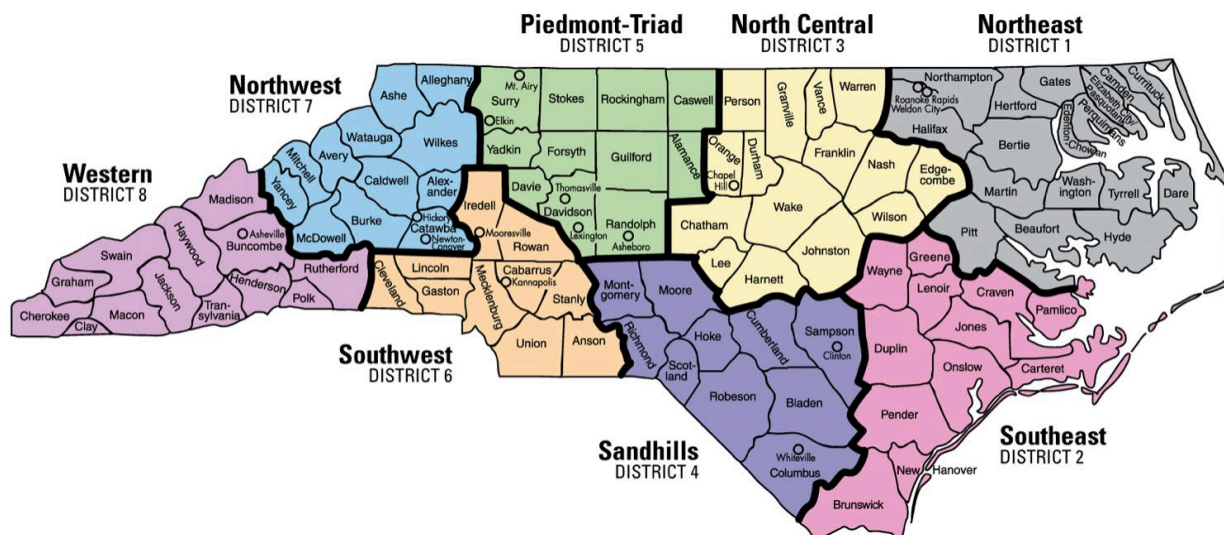 Piedmont-Triad
DISTRICT 5
North Central
DISTRICT 3
Northeast
DISTRICT 1
Northwest
DISTRICT 7
Western
DISTRICT 8
Southwest
DISTRICT 6
Sandhills
DISTRICT 4
Southeast
DISTRICT 2
Alleghany
Ashe
Watauga
Wilkes
Mitchell
Avery
Yancey
Caldwell
Alex-
ander
Burke
Hickory
Catawba
Newton-
Conover
McDowell
Madison
Haywood
Asheville
Buncombe
Swain
Graham
Jackson
Rutherford
Henderson
Polk
Tran-
sylvania
Macon
Cherokee
Clay
Mt. Airy
Surry
Elkin
Stokes
Rockingham
Caswell
Yadkin
Forsyth
Guilford
Alamance
Davie
Thomasville
Davidson
Lexington
Randolph
Asheboro
Iredell
Mooresville
Rowan
Cleveland
Lincoln
Gaston
Mecklenburg
Cabarrus
Kannapolis
Stanly
Union
Anson
Person
Granville
Vance
Warren
Orange
Durham
Chapel
Hill
Franklin
Nash
Edge-
combe
Wake
Wilson
Chatham
Johnston
Lee
Harnett
Northampton
Roanoke Rapids
Weldon City
Halifax
Hertford
Gates
Camden
Currituck
Elizabeth City/
Pasquotank
Perquimans
Edenton-Chowan
Bertie
Martin
Wash-
ington
Tyrrell
Dare
Pitt
Beaufort
Hyde
Mont-
gomery
Moore
Richmond
Hoke
Scot-
land
Cumberland
Sampson
Clinton
Robeson
Bladen
Whiteville
Columbus
Wayne
Greene
Lenoir
Craven
Pamlico
Jones
Duplin
Onslow
Carteret
Pender
New Hanover
Brunswick